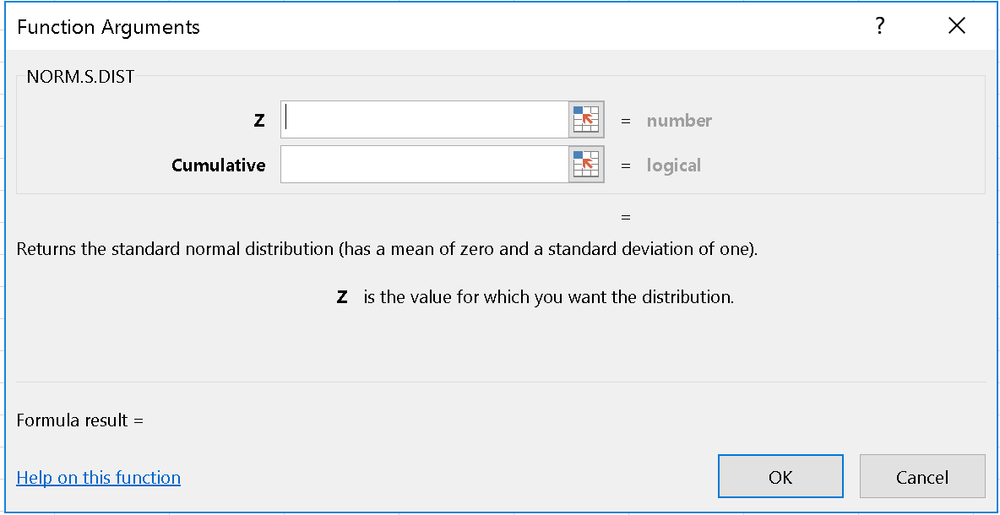 Function Arguments ?
NORM.S.DIST
Z = number
Cumulative = logical
=
Returns the standard normal distribution (has a mean of zero and a standard deviation of one).
Z is the value for which you want the distribution.
Formula result =
Help on this function OK Cancel